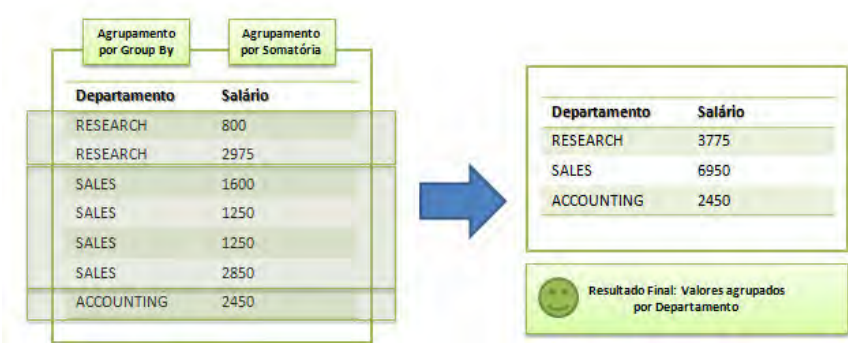 Agrupamento
por Group By
Agrupamento
por Somatória
Departamento Salário
RESEARCH 800
RESEARCH 2975
SALES 1600
SALES 1250
SALES 1250
SALES 2850
ACCOUNTING 2450
Departamento Salário
RESEARCH 3775
SALES 6950
ACCOUNTING 2450
Resultado Final: Valores agrupados
por Departamento